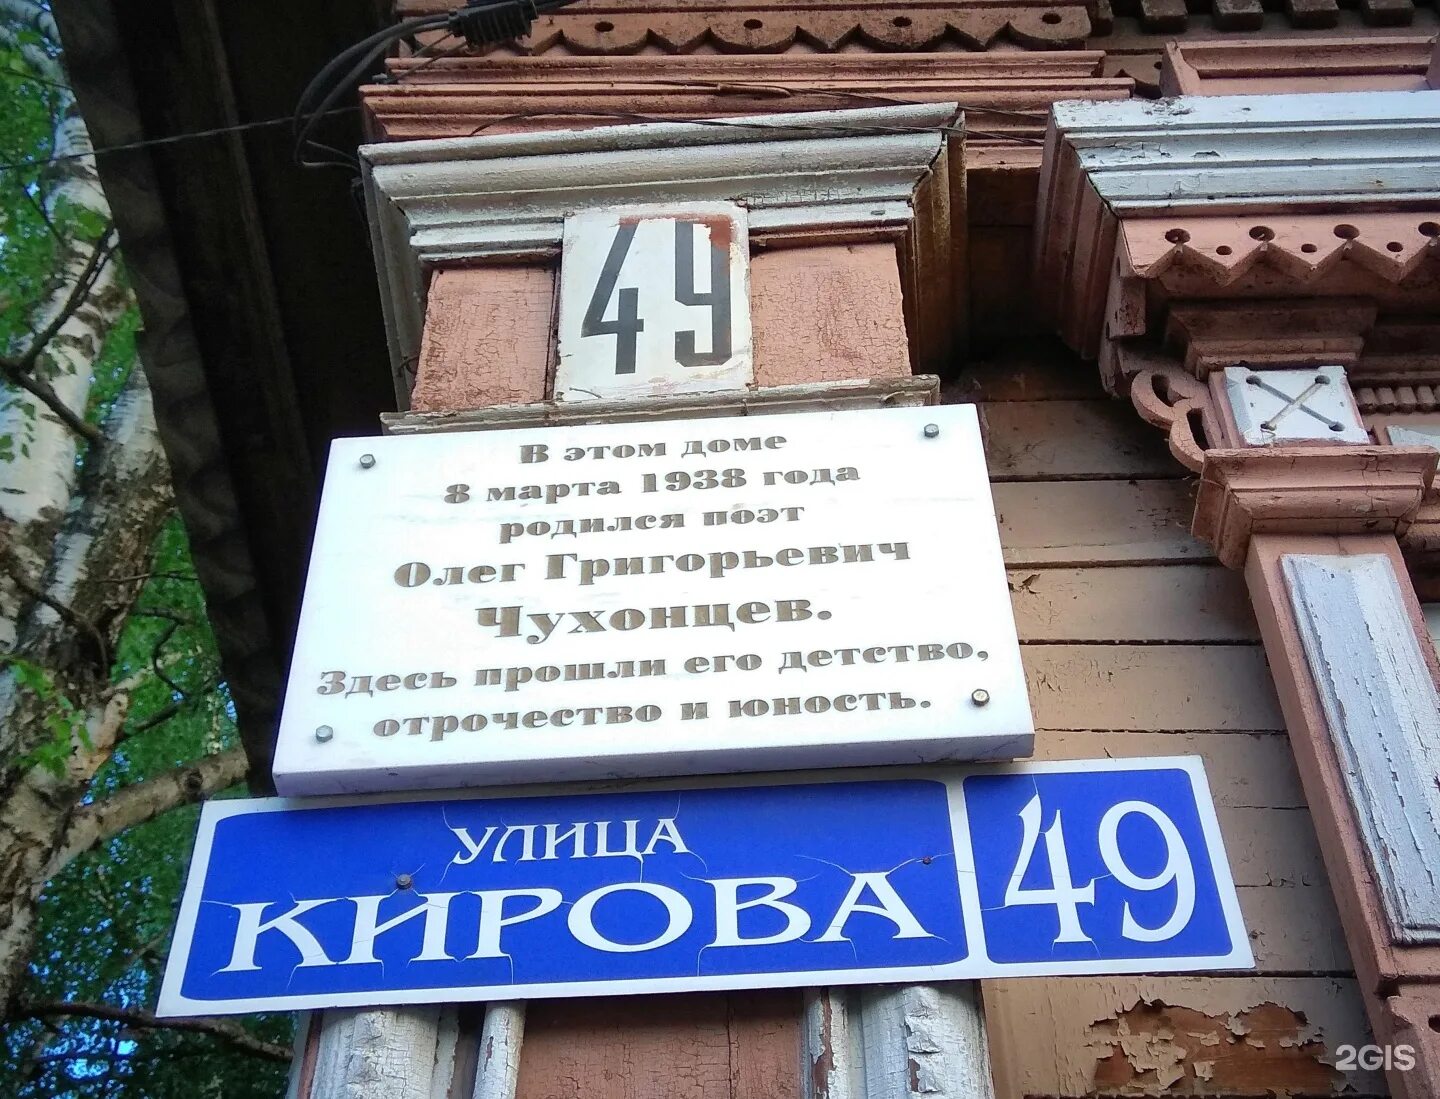 49
В этом доме
8 марта 1938 года
родился поэт
Олег Григорьевич
Чухонцев.
Здесь прошли его детство,
отрочество и юность.
УЛИЦА
КИРОВА 49
2GIS